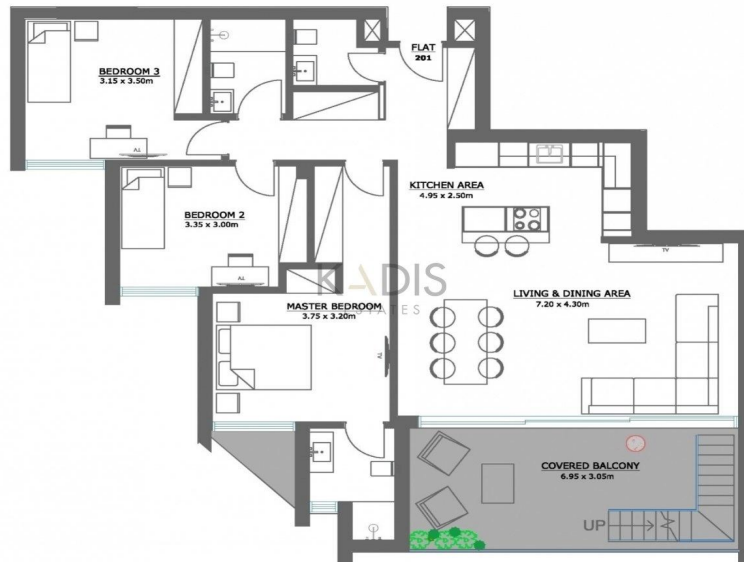 FLAT
201
BEDROOM 3
3.15 x 3.50m
TV
KITCHEN AREA
4.95 x 2.50m
BEDROOM 2
3.35 x 3.00m
TV
TV
KADIS
ESTATES
LIVING & DINING AREA
7.20 x 4.30m
MASTER BEDROOM
3.75 x 3.20m
TV
COVERED BALCONY
6.95 x 3.05m
UP